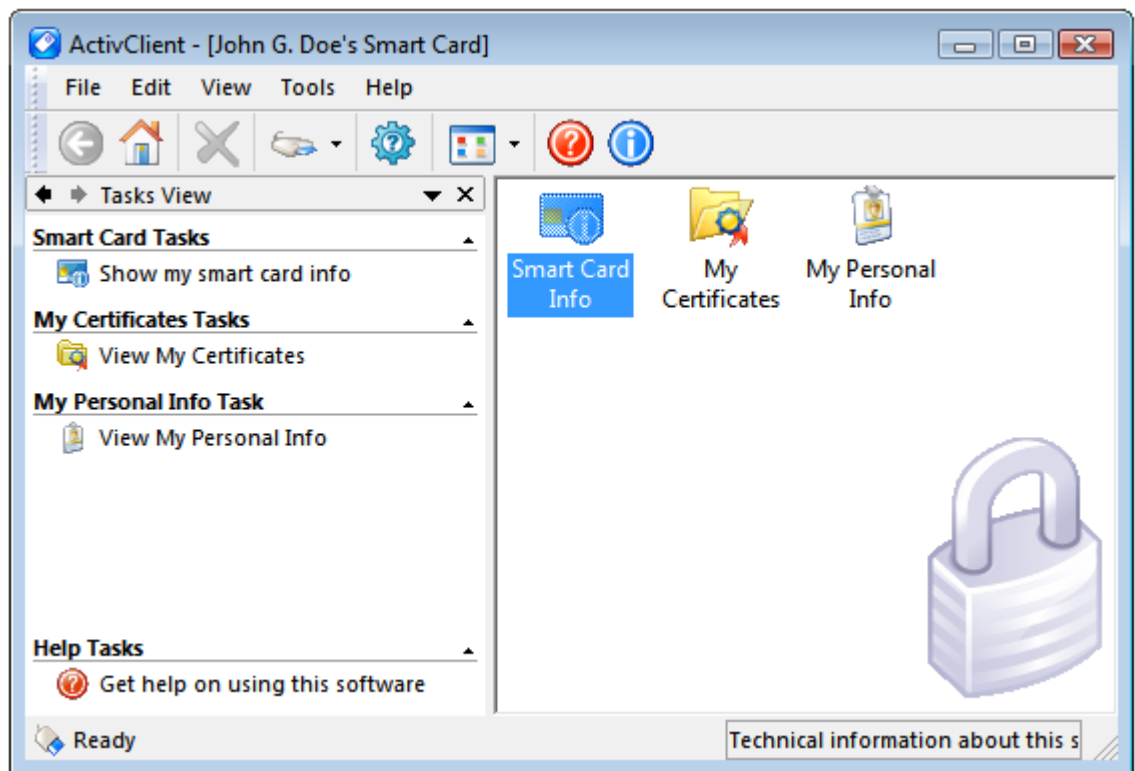 ActivClient - [John G. Doe's Smart Card]
File Edit View Tools Help
Tasks View
Smart Card Tasks
Show my smart card info
My Certificates Tasks
View My Certificates
My Personal Info Task
View My Personal Info
Help Tasks
Get help on using this software
Smart Card
Info
My
Certificates
My Personal
Info
Ready
Technical information about this s